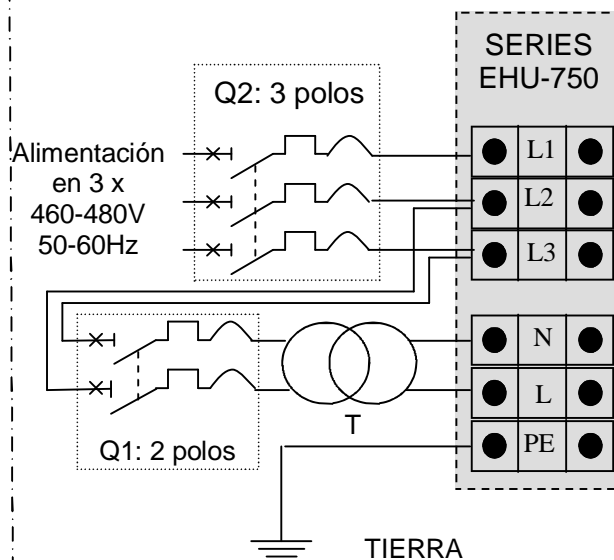 SERIES
EHU-750
Q2: 3 polos
Alimentación
en 3 x
460-480V
50-60Hz
L1
L2
L3
N
L
PE
T
Q1: 2 polos
TIERRA